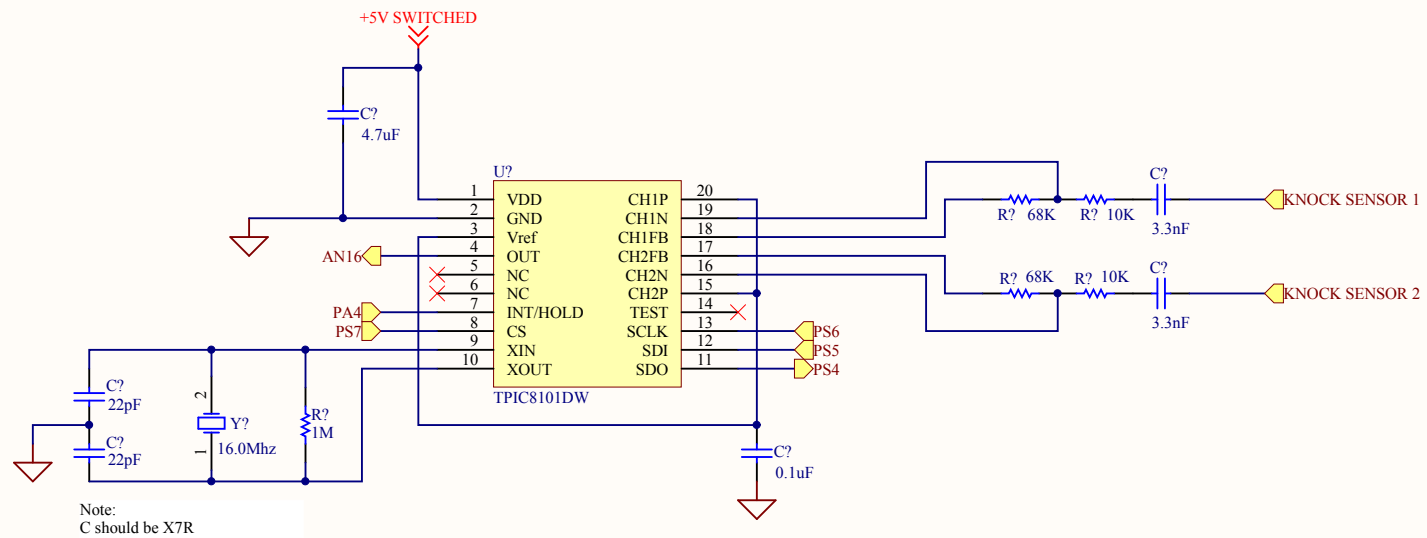 +5V SWITCHED
C?
4.7uF
U?
1 VDD
2 GND
3 Vref
4 OUT
5 NC
6 NC
7 INT/HOLD
8 CS
9 XIN
10 XOUT
CH1P 20
CH1N 19
CH1FB 18
CH2FB 17
CH2N 16
CH2P 15
TEST 14
SCLK 13
SDI 12
SDO 11
TPIC8101DW
AN16
PA4
PS7
PS6
PS5
PS4
C?
22pF
C?
22pF
2
Y?
1
16.0Mhz
R?
1M
C?
0.1uF
R? 68K
R? 10K
C?
3.3nF
KNOCK SENSOR 1
R? 68K
R? 10K
C?
3.3nF
KNOCK SENSOR 2
Note:
C should be X7R